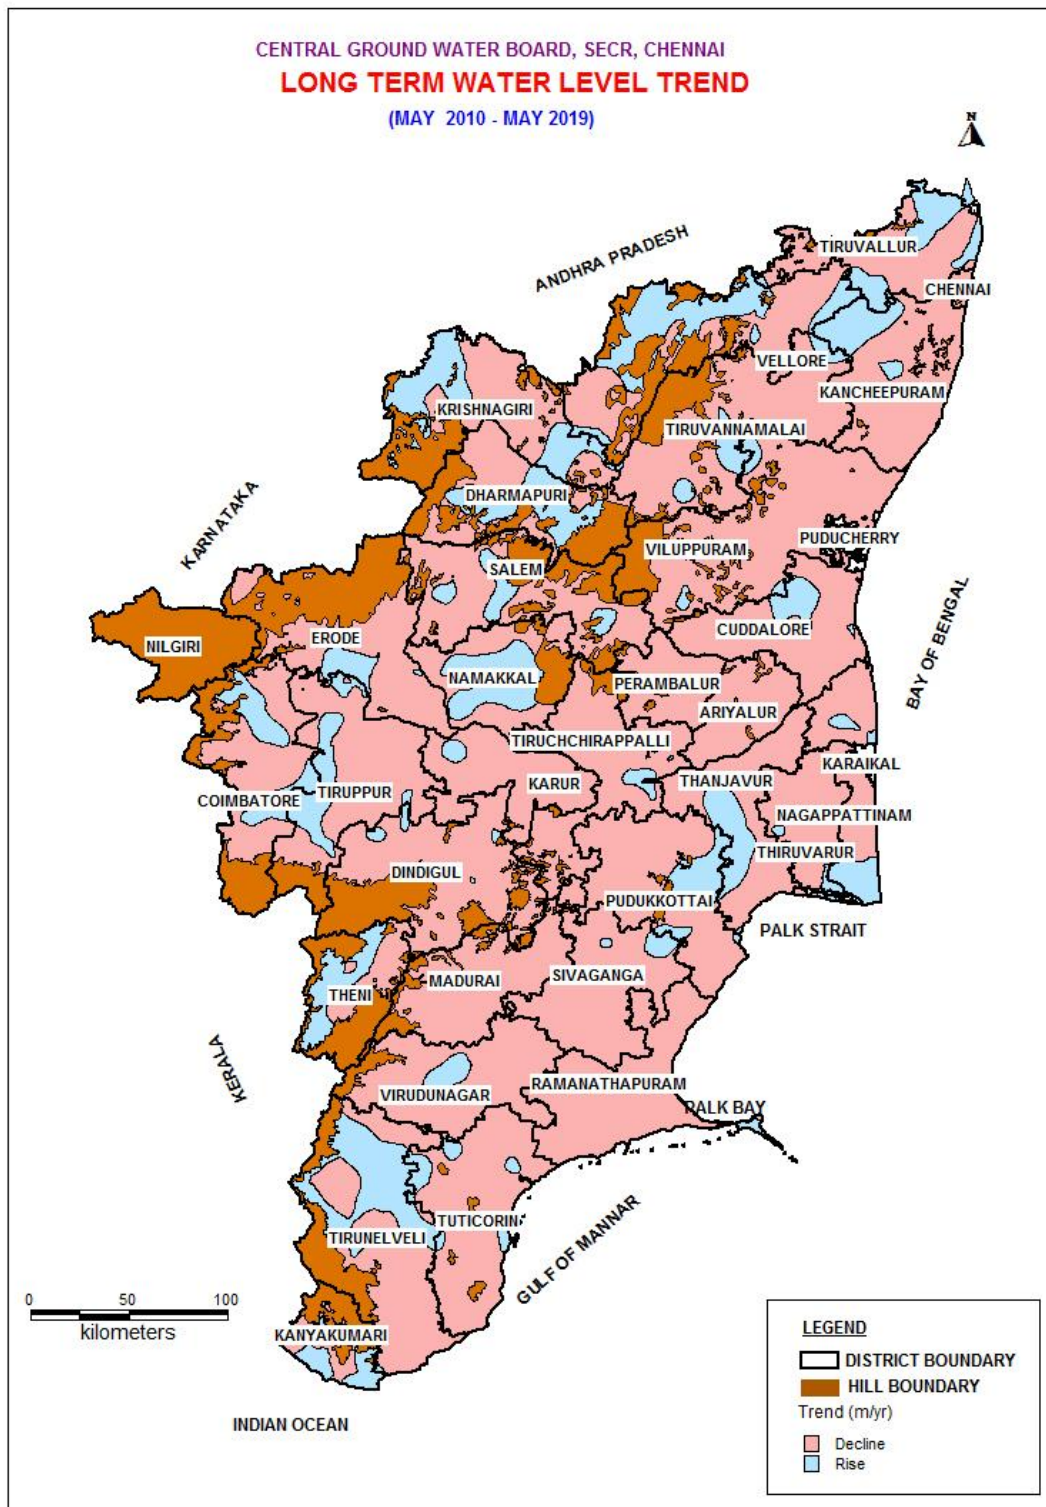 CENTRAL GROUND WATER BOARD, SECR, CHENNAI
LONG TERM WATER LEVEL TREND
(MAY 2010 - MAY 2019)
N
ANDHRA PRADESH
TIRUVALLUR
CHENNAI
VELLORE
KANCHEEPURAM
KRISHNAGIRI
TIRUVANNAMALAI
KARNATAKA
DHARMAPURI
PUDUCHERRY
VILUPPURAM
SALEM
BAY OF BENGAL
CUDDALORE
NILGIRI
ERODE
NAMAKKAL
PERAMBALUR
ARIYALUR
TIRUCHCHIRAPPALLI
KARAIKAL
KARUR
THANJAVUR
COIMBATORE
TIRUPPUR
NAGAPPATTINAM
THIRUVARUR
DINDIGUL
PUDUKKOTTAI
PALK STRAIT
MADURAI
SIVAGANGA
THENI
KERALA
VIRUDUNAGAR
RAMANATHAPURAM
PALK BAY
TUTICORIN
TIRUNELVELI
GULF OF MANNAR
0 50 100
kilometers
KANYAKUMARI
INDIAN OCEAN
LEGEND
DISTRICT BOUNDARY
HILL BOUNDARY
Trend (m/yr)
Decline
Rise